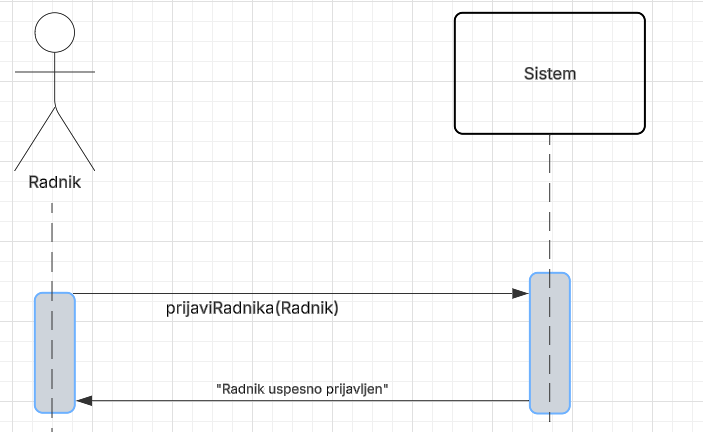 Sistem
Radnik
prijaviRadnika(Radnik)
"Radnik uspesno prijavljen"